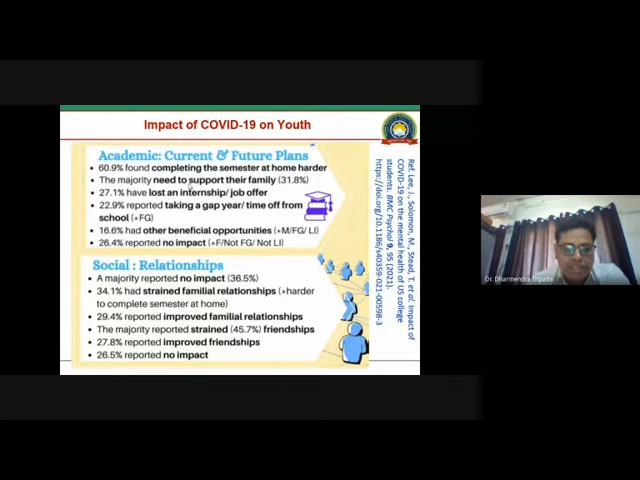 Impact of COVID-19 on Youth
Academic: Current & Future Plans
• 60.9% found completing the semester at home harder
• The majority need to support their family (31.8%)
• 27.1% have lost an internship/ job offer
• 22.9% reported taking a gap year/ time off from
school (*FG)
• 16.6% had other beneficial opportunities (*M/FG/ LI)
• 26.4% reported no impact (*F/Not FG/ Not LI)
Social : Relationships
• A majority reported no impact (36.5%)
• 34.1% had strained familial relationships (*harder
to complete semester at home)
• 29.4% reported improved familial relationships
• The majority strained (45.7%) friendships
• 27.8% reported improved friendships
• 26.5% reported no impact
Ref. Lee, J., Solomon, M., Stead, T. et al. Impact of
COVID-19 on the mental health of US college
students. BMC Psychol 9, 95 (2021).
https://doi.org/10.1186/s40359-021-00598-3
Dr. Dharmendra Tripathi